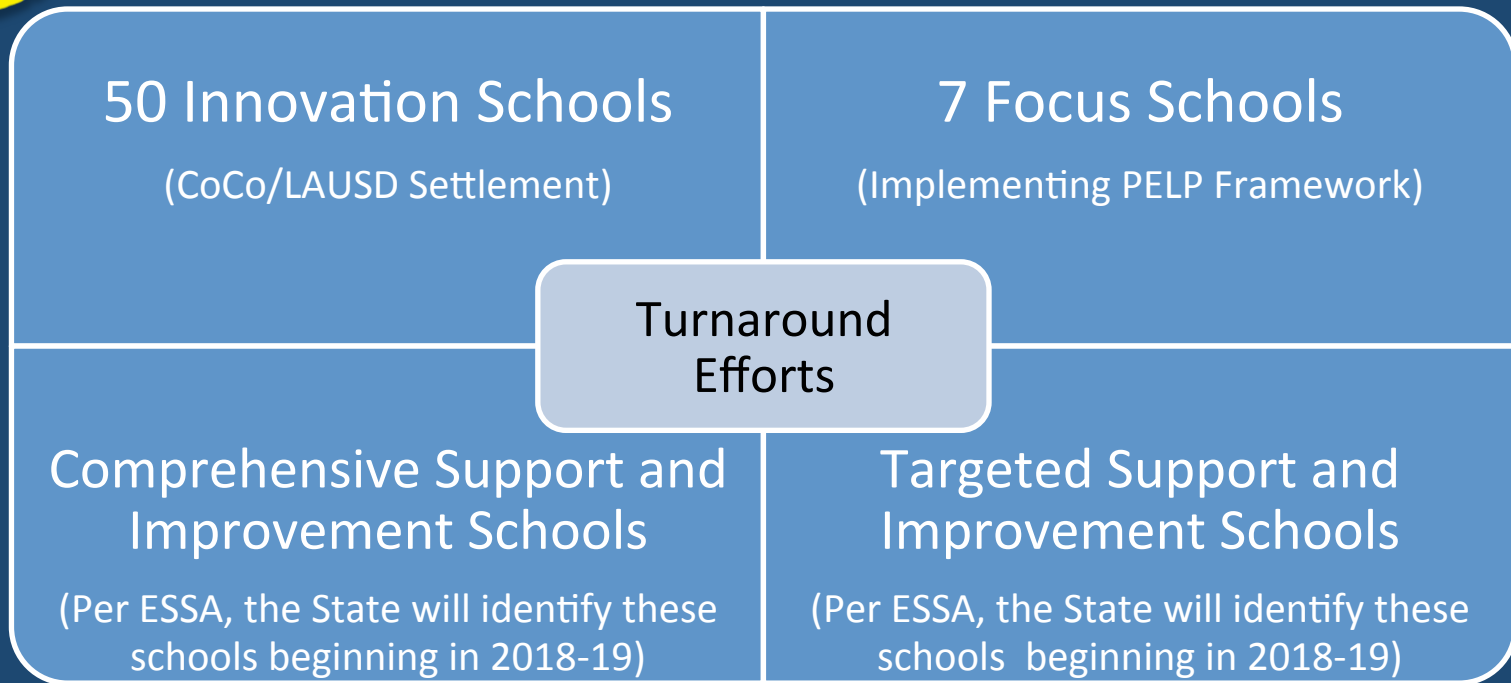 50 Innovation Schools
(CoCo/LAUSD Settlement)
7 Focus Schools
(Implementing PELP Framework)
Turnaround
Efforts
Comprehensive Support and
Improvement Schools
(Per ESSA, the State will identify these
schools beginning in 2018-19)
Targeted Support and
Improvement Schools
(Per ESSA, the State will identify these
schools  beginning in 2018-19)